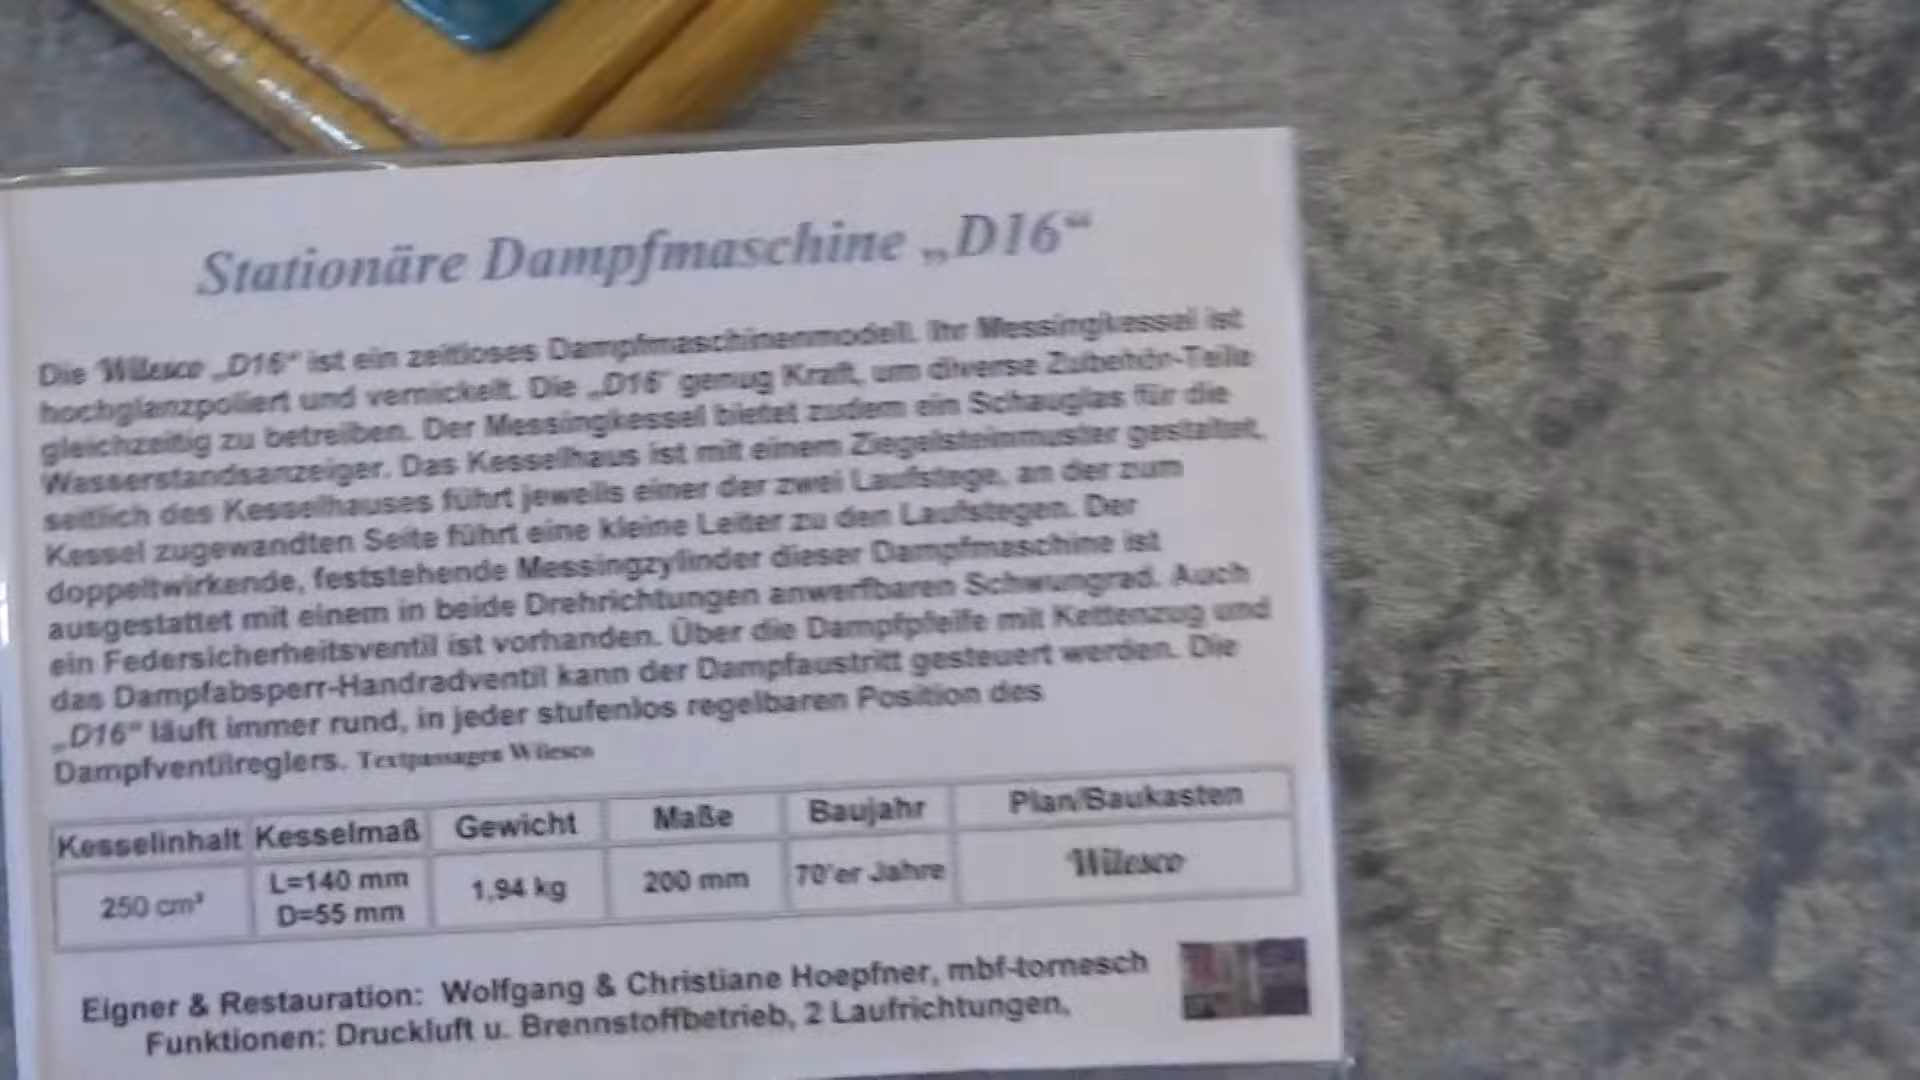 Stationäre Dampfmaschine „D16“
Die Wilesco „D16“ ist ein zeitloses Dampfmaschinenmodell. Ihr Messingkessel ist
hochglanzpoliert und vernickelt. Die „D16“ genug Kraft, um diverse Zubehör-Teile
gleichzeitig zu betreiben. Der Messingkessel bietet zudem ein Schauglas für die
Wasserstandsanzeiger. Das Kesselhaus ist mit einem Ziegelsteinmuster gestaltet,
seitlich des Kesselhauses führt jeweils einer der zwei Laufstege, an der zum
Kessel zugewandten Seite führt eine kleine Leiter zu den Laufstegen. Der
doppeltwirkende, feststehende Messingzylinder dieser Dampfmaschine ist
ausgestattet mit einem in beide Drehrichtungen anwerfbaren Schwungrad. Auch
ein Federsicherheitsventil ist vorhanden. Über die Dampfpfeife mit Kettenzug und
das Dampfabsperr-Handradventil kann der Dampfaustritt gesteuert werden. Die
„D16“ läuft immer rund, in jeder stufenlos regelbaren Position des
Dampfventilreglers. Textpassagen Wilesco
Kesselinhalt Kesselmaß Gewicht Maße Baujahr Plan/Baukasten
250 cm³ L=140 mm D=55 mm 1,94 kg 200 mm 70'er Jahre Wilesco
Eigner & Restauration: Wolfgang & Christiane Hoepfner, mbf-tornesch
Funktionen: Druckluft u. Brennstoffbetrieb, 2 Laufrichtungen,